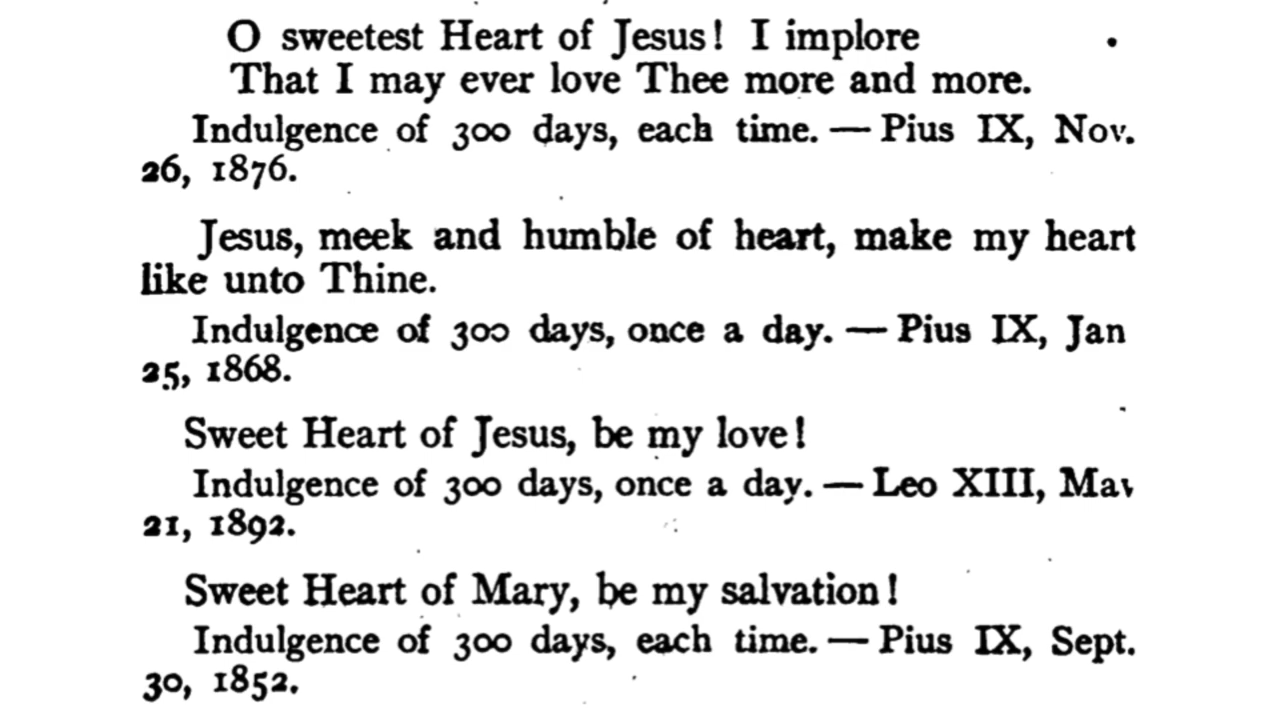 O sweetest Heart of Jesus! I implore
That I may ever love Thee more and more.
Indulgence of 300 days, each time. — Pius IX, Nov.
26, 1876.
Jesus, meek and humble of heart, make my heart
like unto Thine.
Indulgence of 300 days, once a day. — Pius IX, Jan
25, 1868.
Sweet Heart of Jesus, be my love!
Indulgence of 300 days, once a day. — Leo XIII, May
21, 1892.
Sweet Heart of Mary, be my salvation!
Indulgence of 300 days, each time. — Pius IX, Sept.
30, 1852.